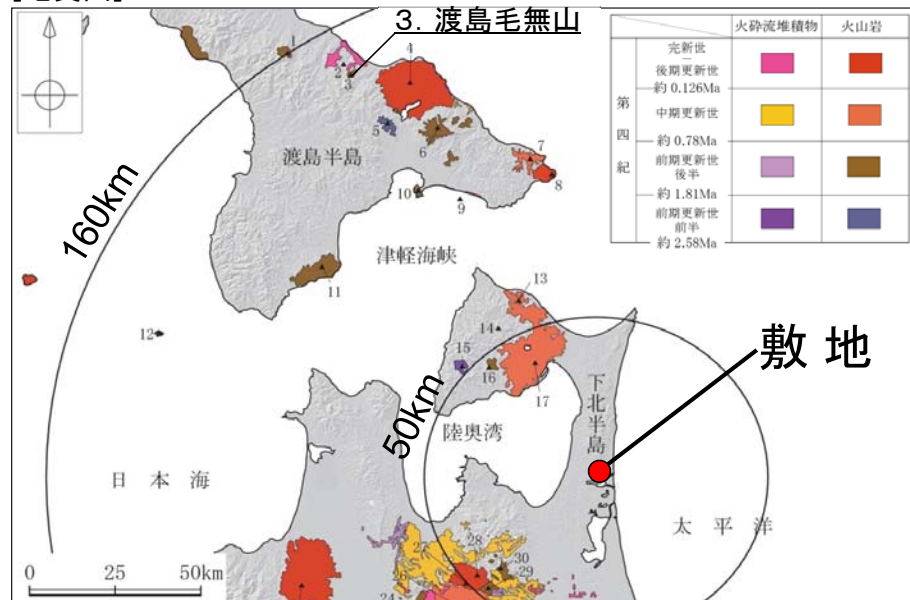 3. 渡島毛無山
火砕流堆積物
火山岩
第四紀
完新世
–
後期更新世
約 0.126Ma
中期更新世
約 0.78Ma
前期更新世
後半
約 1.81Ma
前期更新世
前半
約 2.58Ma
1
2
3
4
5
6
7
8
9
10
11
12
13
14
15
16
17
渡島半島
160km
津軽海峡
敷地
50km
下北半島
陸奥湾
日本海
太平洋
27
28
30
29
26
24
0 25 50km